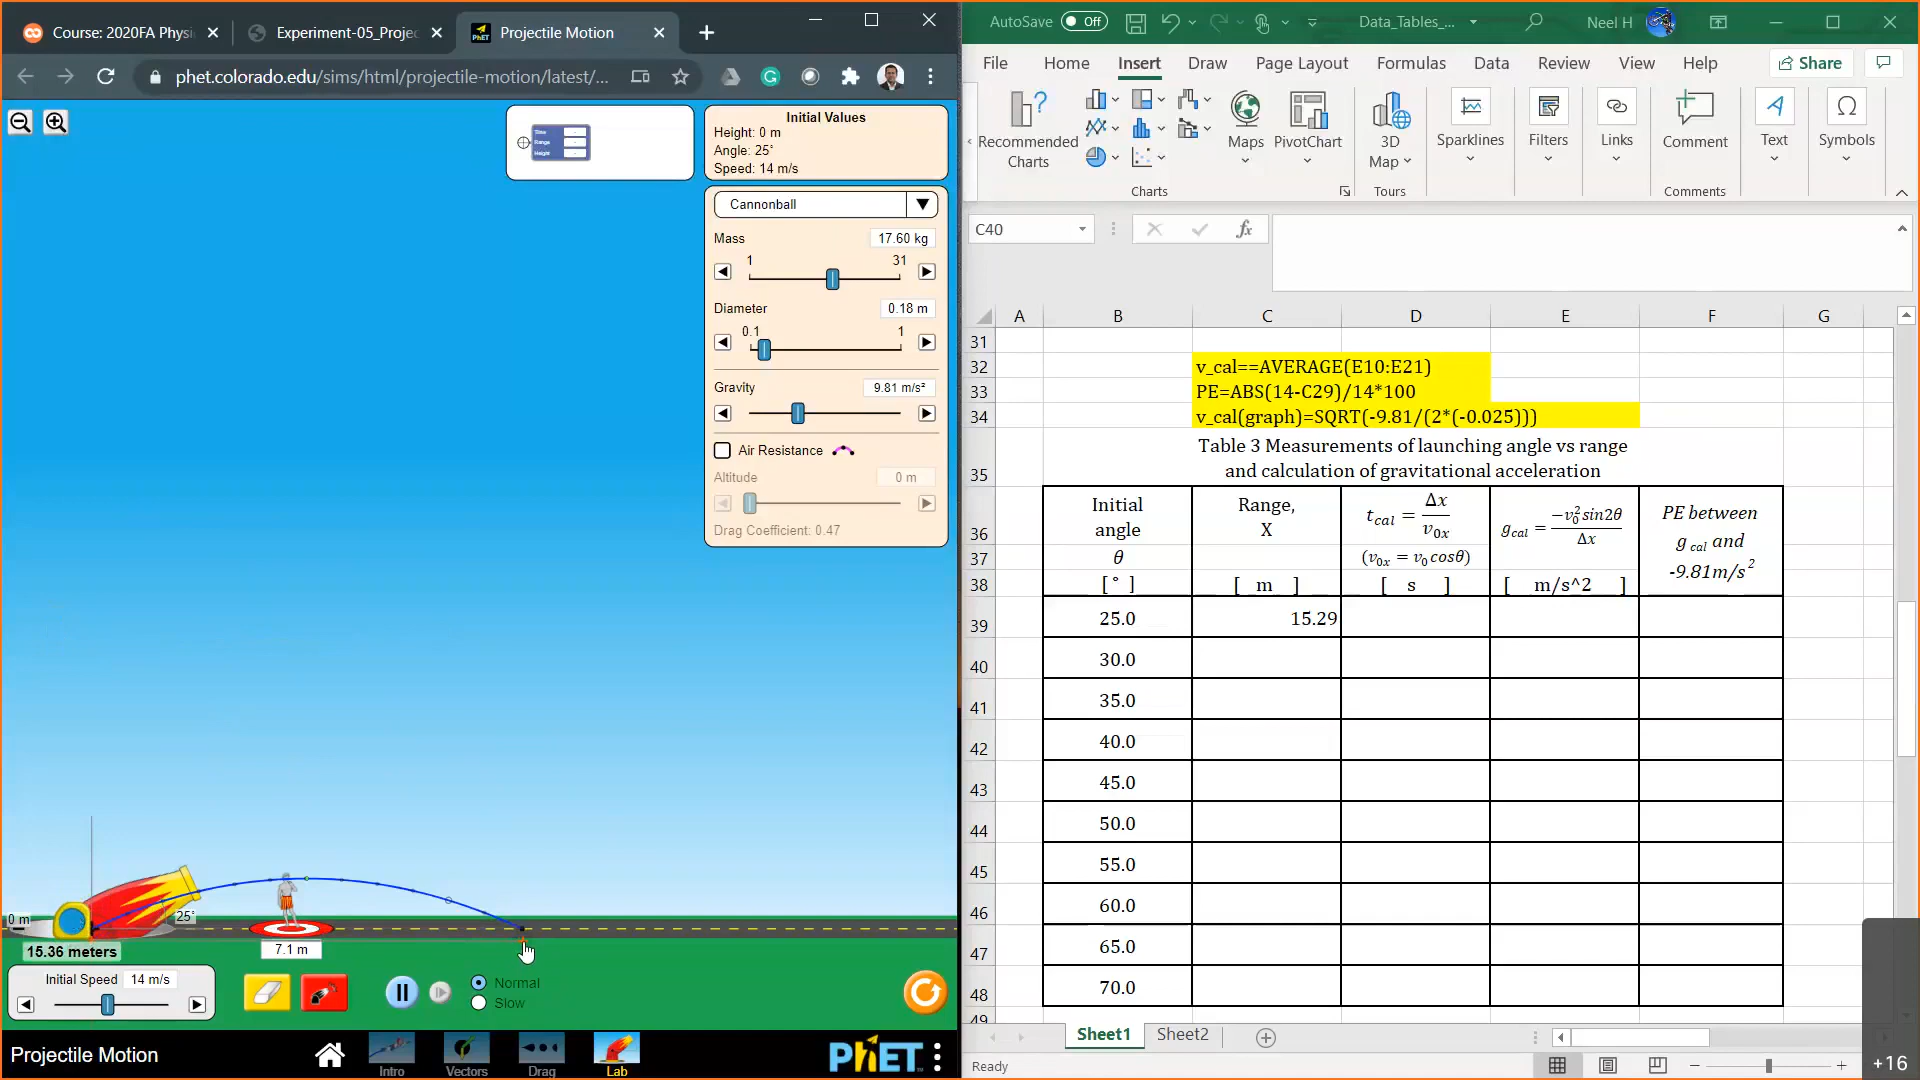 Course: 2020FA Physi
Experiment-05_Projec
Projectile Motion
phet.colorado.edu/sims/html/projectile-motion/latest/...
Time
Range
Height
Initial Values
Height: 0 m
Angle: 25°
Speed: 14 m/s
Cannonball
Mass
17.60 kg
1
31
Diameter
0.18 m
0.1
1
Gravity
9.81 m/s²
Air Resistance
Altitude
0 m
Drag Coefficient: 0.47
25°
0 m
15.36 meters
7.1 m
Initial Speed
14 m/s
Normal
Slow
Projectile Motion
Intro
Vectors
Drag
Lab
PhET
AutoSave
Off
Data_Tables_...
Neel H
File
Home
Insert
Draw
Page Layout
Formulas
Data
Review
View
Help
Share
Recommended
Charts
Maps
PivotChart
3D
Map
Sparklines
Filters
Links
Comment
Text
Symbols
Charts
Tours
Comments
C40
fx
A B C D E F G
31
32 v_cal==AVERAGE(E10:E21)
33 PE=ABS(14-C29)/14*100
34 v_cal(graph)=SQRT(-9.81/(2*(-0.025)))
Table 3 Measurements of launching angle vs range
35 and calculation of gravitational acceleration
36 Initial angle Range, X t_cal = Δx/v_0x g_cal = −v_0^2 sin2θ/Δx PE between
37 θ (v_0x = v_0 cosθ) g_cal and
38 [ ° ] [ m ] [ s ] [ m/s^2 ] -9.81m/s^2
39 25.0 15.29
40 30.0
41 35.0
42 40.0
43 45.0
44 50.0
45 55.0
46 60.0
47 65.0
48 70.0
49
Sheet1
Sheet2
Ready
+16